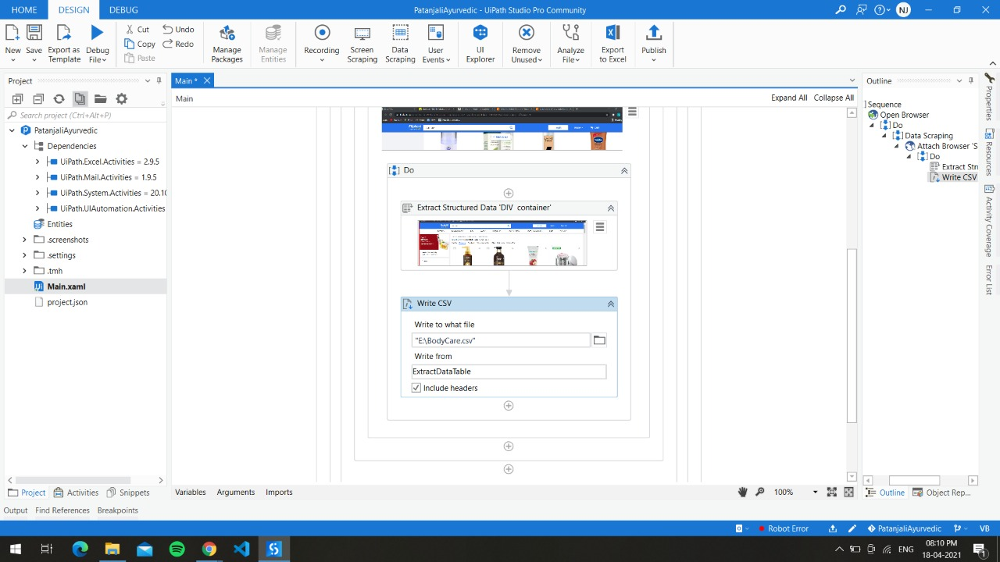 HOME DESIGN DEBUG
PatanjaliAyurvedic - UiPath Studio Pro Community
NJ
New
Save
Export as Template
Debug File
Cut
Copy
Paste
Undo
Redo
Manage Packages
Manage Entities
Recording
Screen Scraping
Data Scraping
User Events
UI Explorer
Remove Unused
Analyze File
Export to Excel
Publish
Project
Search project (Ctrl+Alt+P)
PatanjaliAyurvedic
Dependencies
UiPath.Excel.Activities = 2.9.5
UiPath.Mail.Activities = 1.9.5
UiPath.System.Activities = 20.10
UiPath.UIAutomation.Activities
Entities
.screenshots
.settings
.tmh
Main.xaml
project.json
Project Activities Snippets
Main *
Main
Expand All Collapse All
Do
Extract Structured Data 'DIV container'
Write CSV
Write to what file
"E:\BodyCare.csv"
Write from
ExtractDataTable
Include headers
Variables Arguments Imports
100%
Outline
Sequence
Open Browser
Do
Data Scraping
Attach Browser 'S
Do
Extract Stru
Write CSV
Outline Object Rep...
Properties
Resources
Activity Coverage
Error List
Output Find References Breakpoints
0
Robot Error
PatanjaliAyurvedic
VB
ENG
08:10 PM
18-04-2021
1